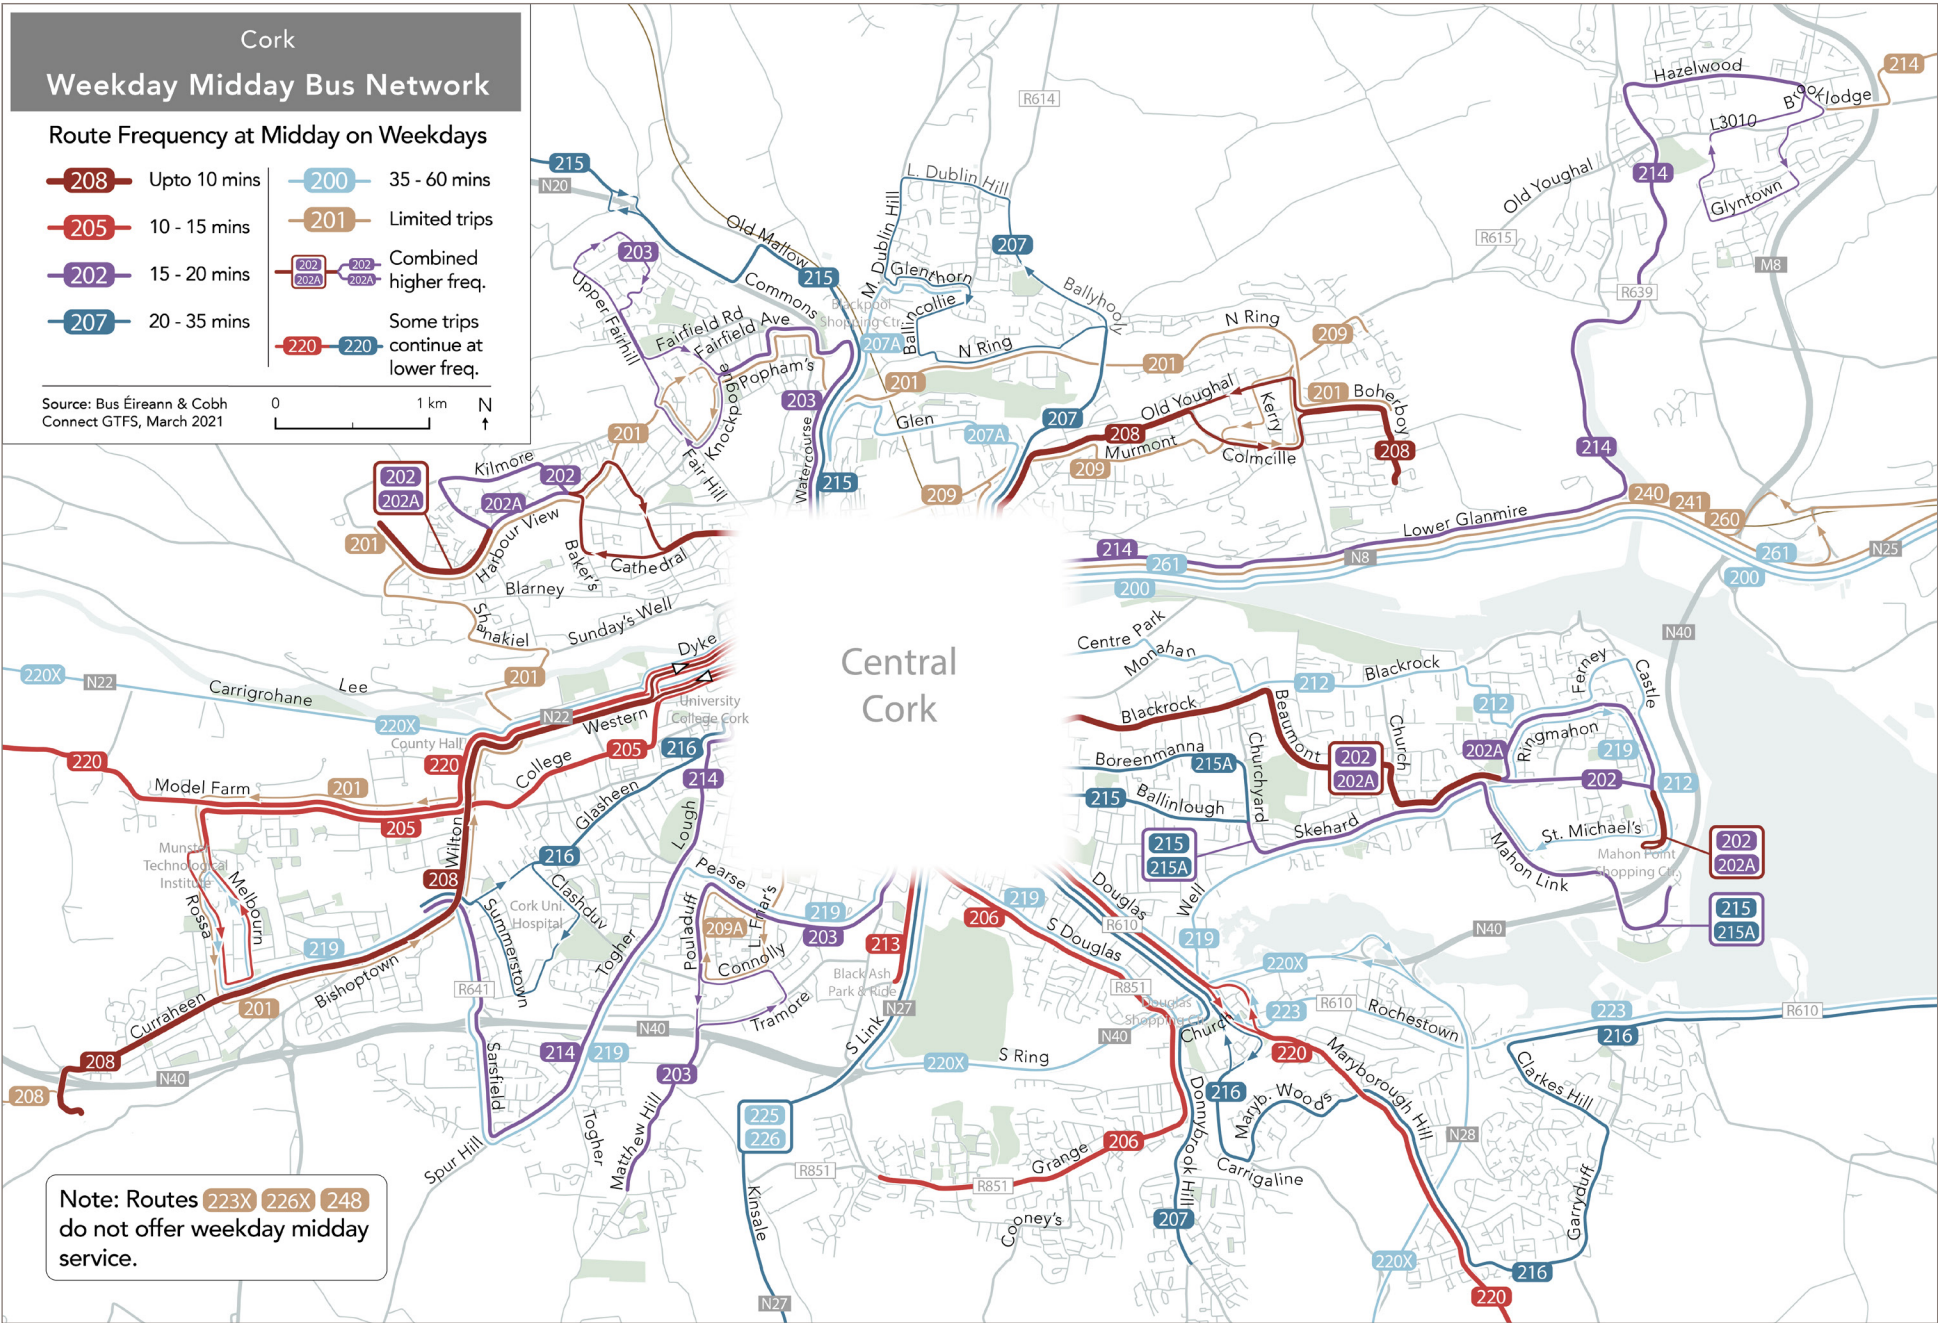 Cork
Weekday Midday Bus Network
Route Frequency at Midday on Weekdays
208 Upto 10 mins
205 10 - 15 mins
202 15 - 20 mins
207 20 - 35 mins
200 35 - 60 mins
201 Limited trips
202 202A 202 202A Combined higher freq.
220 220 Some trips continue at lower freq.
Source: Bus Éireann & Cobh
Connect GTFS, March 2021
0 1 km N
215
N20
R614
L. Dublin Hill
M. Dublin Hill
207
Old Mallow
215
Commons
203
Upper Fairhill
Fairfield Rd
Fairfield Ave
Popham's
Knockpogue
Fair Hill
203
Watercourse
215
Blackpool
Shopping Ctr.
207A
Glenthorn
Ballincollie
N Ring
Ballyhooly
201
Glen
207A
207
209
201
N Ring
209
Old Youghal
208
Murmont
209
Kerry
Colmcille
201
Boherboy
208
Hazelwood
Brooklodge
214
L3010
Glyntown
214
Old Youghal
R615
M8
R639
214
240
241
260
261
200
N25
Lower Glanmire
N8
214
261
200
N40
201
Kilmore
202
202A
202
202A
201
Harbour View
Baker's
Cathedral
Blarney
Shanakiel
Sunday's Well
201
Dyke
Lee
Carrigrohane
220X
N22
220X
N22
County Hall
Western
University
College Cork
220
220
College
205
216
214
Model Farm
201
205
Glasheen
Wilton
208
216
Munster
Technological
Institute
Melbourn
Rossa
Cork Uni.
Hospital
Clashduv
Summerstown
Lough
Togher
219
Bishoptown
201
Curraheen
208
208
N40
R641
Sarsfield
214
219
Spur Hill
Togher
Matthew Hill
203
N40
Pearse
Pouladuff
209A
L. Friar's
Connolly
Tramore
219
203
213
Black Ash
Park & Ride
N27
S Link
220X
S Ring
225
226
Kinsale
N27
Central
Cork
Centre Park
Monahan
Blackrock
212
Blackrock
Beaumont
Boreenmanna
215A
215
Ballinlough
Churchyard
202
202A
Church
Skehard
215
215A
Well
219
212
Ferney
Castle
Ringmahon
202A
219
202
212
St. Michael's
Mahon Point
Shopping Ctr.
Mahon Link
202
202A
215
215A
N40
219
206
S Douglas
Douglas
R610
R851
Douglas
Shopping Ctr.
220X
223
R610
Rochestown
223
R610
216
Church
N40
220
216
Maryb. Woods
Maryborough Hill
Donnybrook Hill
Carrigaline
207
206
Grange
R851
R851
Cooney's
Clarkes Hill
Garryduff
N28
220X
216
220
Note: Routes 223X 226X 248
do not offer weekday midday
service.